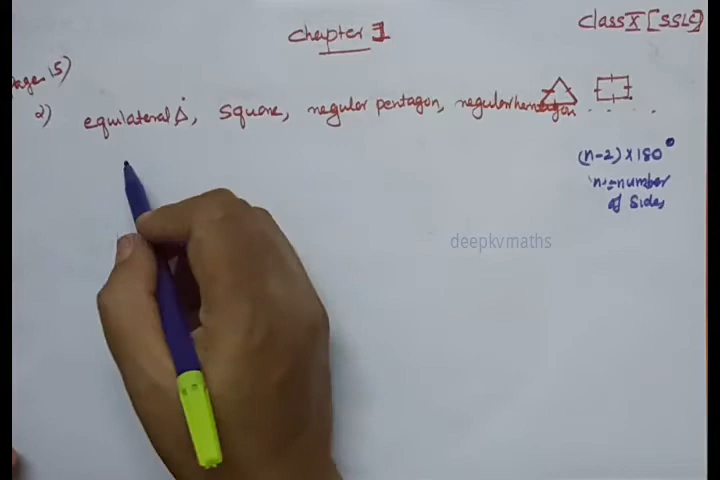 Class X [SSLC]
Chapter 1
Page 15)
2) equilateral Δ, square, regular pentagon, regular hexagon . . . .
(n-2) × 180°
n = number
of sides
deepkvmaths